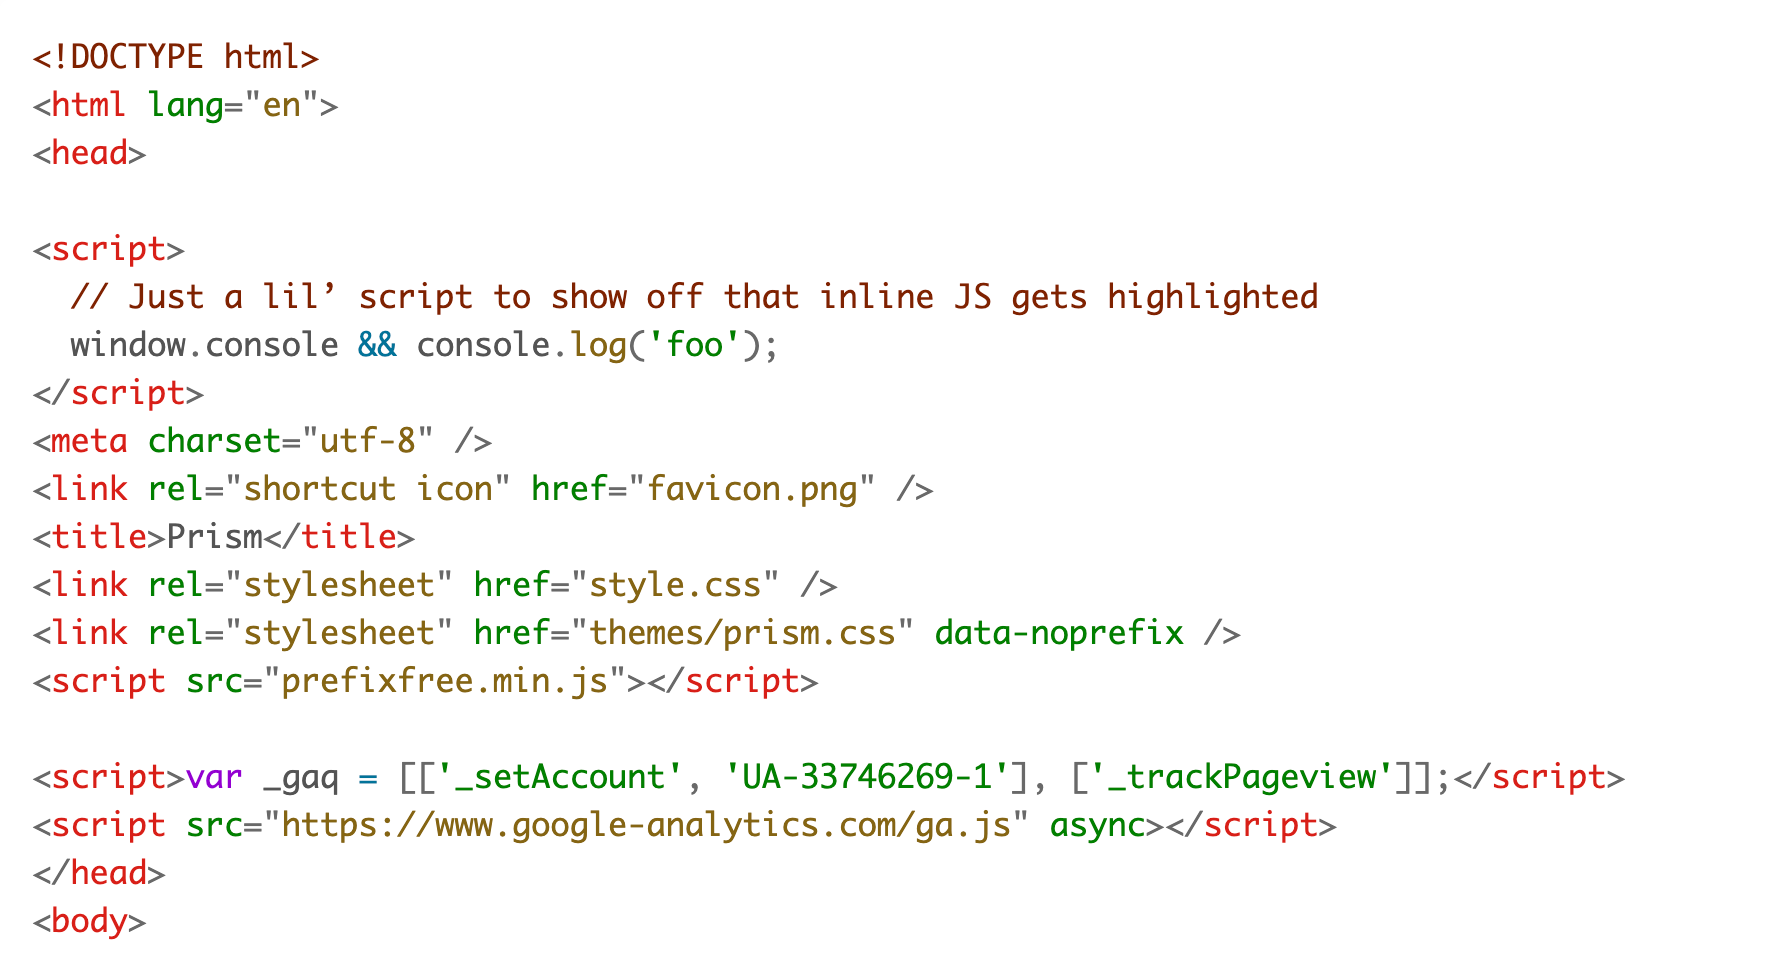 <!DOCTYPE html>
<html lang="en">
<head>

<script>
  // Just a lil’ script to show off that inline JS gets highlighted
  window.console && console.log('foo');
</script>
<meta charset="utf-8" />
<link rel="shortcut icon" href="favicon.png" />
<title>Prism</title>
<link rel="stylesheet" href="style.css" />
<link rel="stylesheet" href="themes/prism.css" data-noprefix />
<script src="prefixfree.min.js"></script>

<script>var _gaq = [['_setAccount', 'UA-33746269-1'], ['_trackPageview']];</script>
<script src="https://www.google-analytics.com/ga.js" async></script>
</head>
<body>